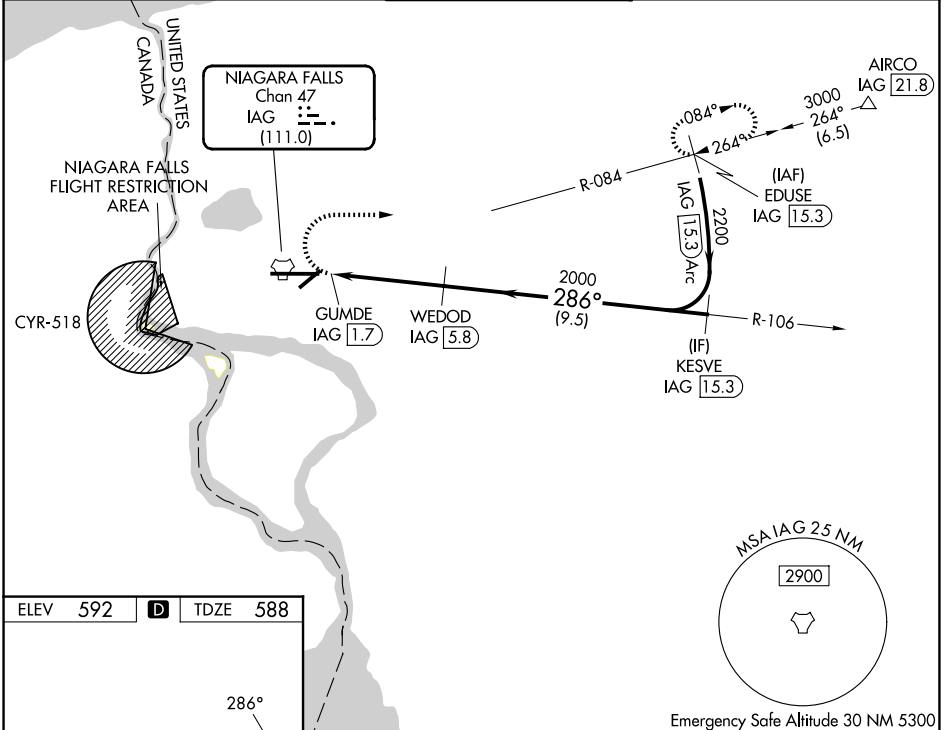 UNITED STATES
CANADA
NIAGARA FALLS
Chan 47
IAG
(111.0)
AIRCO
IAG 21.8
3000
264°
(6.5)
084°
264°
R-084
(IAF)
EDUSE
IAG 15.3
NIAGARA FALLS
FLIGHT RESTRICTION
AREA
IAG 15.3 Arc
2200
CYR-518
GUMDE
IAG 1.7
WEDOD
IAG 5.8
2000
286°
(9.5)
R-106
(IF)
KESVE
IAG 15.3
MSA IAG 25 NM
2900
Emergency Safe Altitude 30 NM 5300
ELEV 592 D TDZE 588
286°